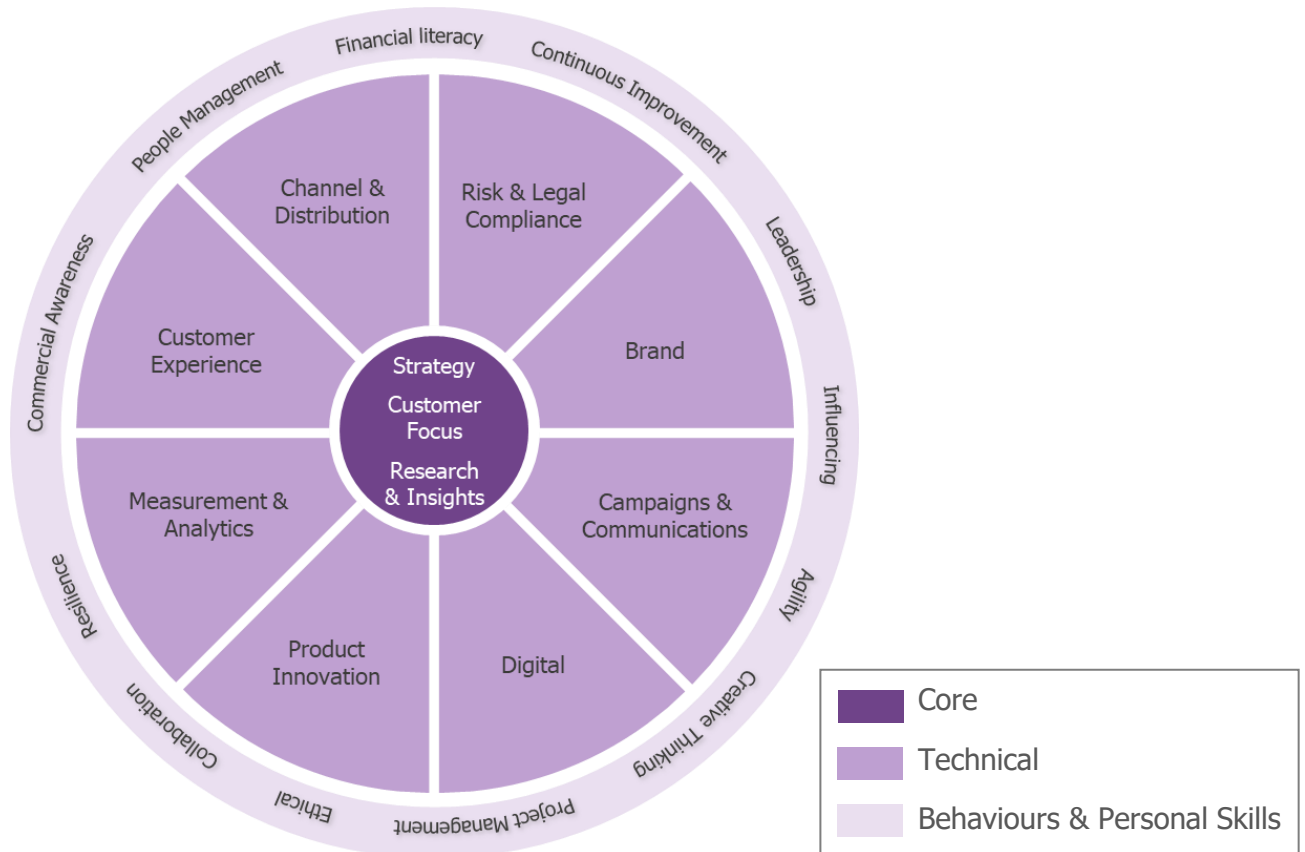 Financial literacy
Continuous Improvement
Leadership
Influencing
Agility
Creative Thinking
Project Management
Ethical
Collaboration
Resilience
Commercial Awareness
People Management
Channel &
Distribution
Risk & Legal
Compliance
Brand
Campaigns &
Communications
Digital
Product
Innovation
Measurement &
Analytics
Customer
Experience
Strategy
Customer
Focus
Research
& Insights
Core
Technical
Behaviours & Personal Skills